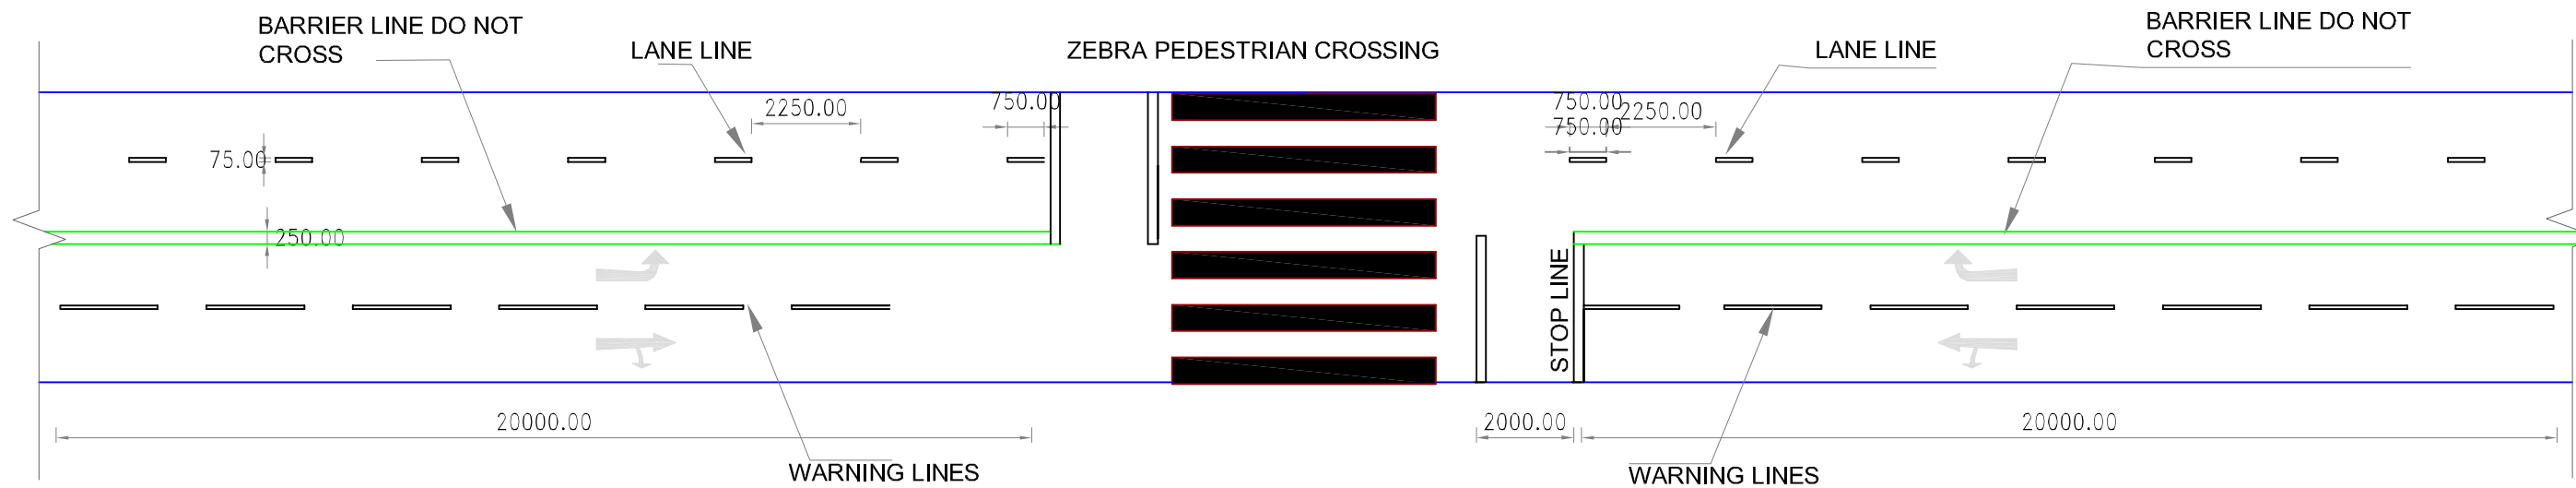 BARRIER LINE DO NOT
CROSS
LANE LINE
ZEBRA PEDESTRIAN CROSSING
LANE LINE
BARRIER LINE DO NOT
CROSS
2250.00
750.00
750.00
2250.00
750.00
75.00
250.00
STOP LINE
20000.00
2000.00
20000.00
WARNING LINES
WARNING LINES